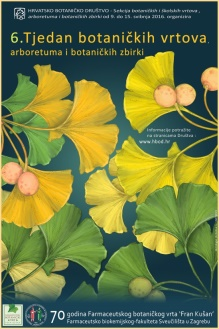 HRVATSKO BOTANIČKO DRUŠTVO - Sekcija botaničkih i školskih vrtova,
arboretuma i botaničkih zbirki od 9. do 15. svibnja 2016. organizira
6.Tjedan botaničkih vrtova,
arboretuma i botaničkih zbirki
Informacije potražite
na stranicama Društva :
www.hbod.hr
70 godina Farmaceutskog botaničkog vrta 'Fran Kušan'
Farmaceutsko biokemijskog fakulteta Sveučilišta u Zagrebu